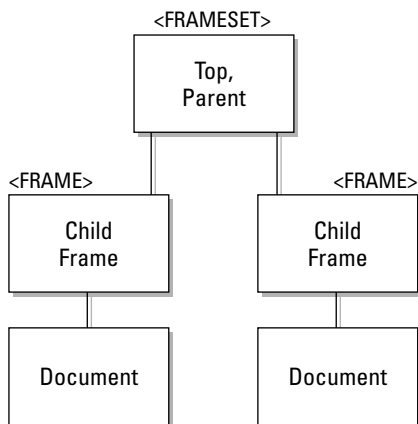 <FRAMESET>
Top,
Parent
<FRAME>
<FRAME>
Child
Frame
Child
Frame
Document
Document